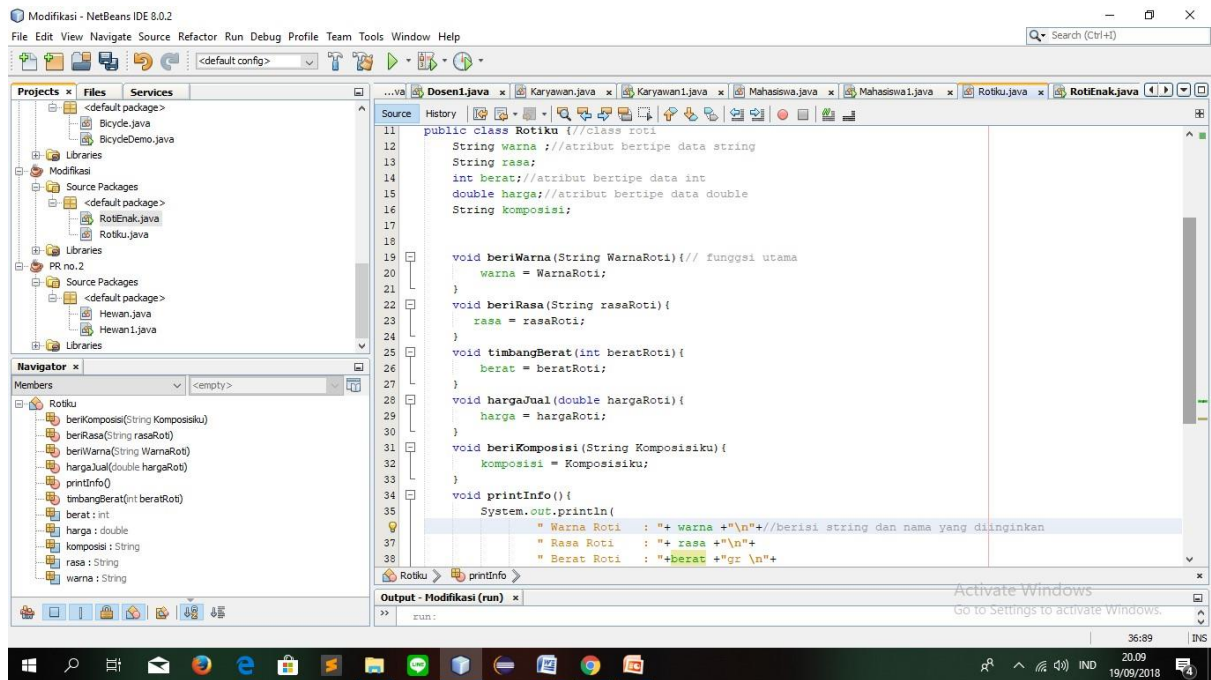 Modifikasi - NetBeans IDE 8.0.2
File Edit View Navigate Source Refactor Run Debug Profile Team Tools Window Help
Search (Ctrl+I)
<default config>
Projects Files Services
<default package>
Bicycle.java
BicycleDemo.java
Libraries
Modifikasi
Source Packages
<default package>
RotiEnak.java
Rotiku.java
Libraries
PR no.2
Source Packages
<default package>
Hewan.java
Hewan1.java
Libraries
Navigator
Members <empty>
Rotiku
beriKomposisi(String Komposisiku)
beriRasa(String rasaRoti)
beriWarna(String WarnaRoti)
hargaJual(double hargaRoti)
printInfo()
timbangBerat(int beratRoti)
berat : int
harga : double
komposisi : String
rasa : String
warna : String
...va Dosen1.java Karyawan.java Karyawan1.java Mahasiswa.java Mahasiswa1.java Rotiku.java RotiEnak.java
Source History
11 public class Rotiku {//class roti
12 String warna ;//atribut bertipe data string
13 String rasa;
14 int berat;//atribut bertipe data int
15 double harga;//atribut bertipe data double
16 String komposisi;
17
18
19 void beriWarna(String WarnaRoti){// funggsi utama
20 warna = WarnaRoti;
21 }
22 void beriRasa(String rasaRoti){
23 rasa = rasaRoti;
24 }
25 void timbangBerat(int beratRoti){
26 berat = beratRoti;
27 }
28 void hargaJual(double hargaRoti){
29 harga = hargaRoti;
30 }
31 void beriKomposisi(String Komposisiku){
32 komposisi = Komposisiku;
33 }
34 void printInfo(){
35 System.out.println(
" Warna Roti : "+ warna +"\n"+//berisi string dan nama yang diinginkan
37 " Rasa Roti : "+ rasa +"\n"+
38 " Berat Roti : "+berat +"gr \n"+
Rotiku printInfo
Output - Modifikasi (run)
run:
Activate Windows
Go to Settings to activate Windows.
36:89 INS
IND
20.09
19/09/2018